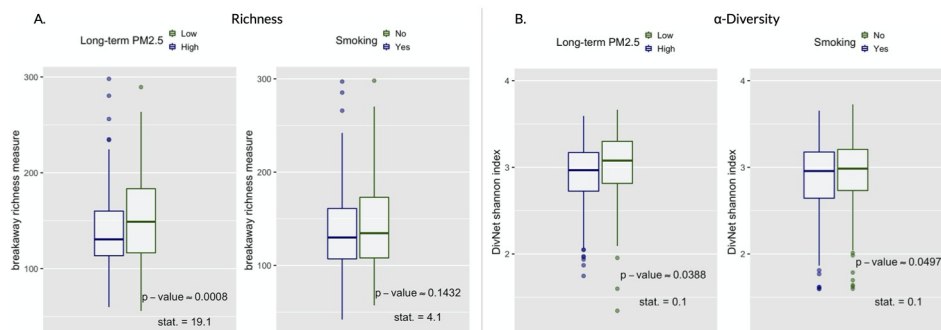 A.
Richness
Long-term PM2.5
Low
High
Smoking
No
Yes
breakaway richness measure
300
200
100
p − value ≈ 0.0008
stat. = 19.1
breakaway richness measure
300
200
100
p − value ≈ 0.1432
stat. = 4.1
B.
α-Diversity
Long-term PM2.5
Low
High
Smoking
No
Yes
DivNet shannon index
4
3
2
p − value ≈ 0.0388
stat. = 0.1
DivNet shannon index
4
3
2
p − value ≈ 0.0497
stat. = 0.1